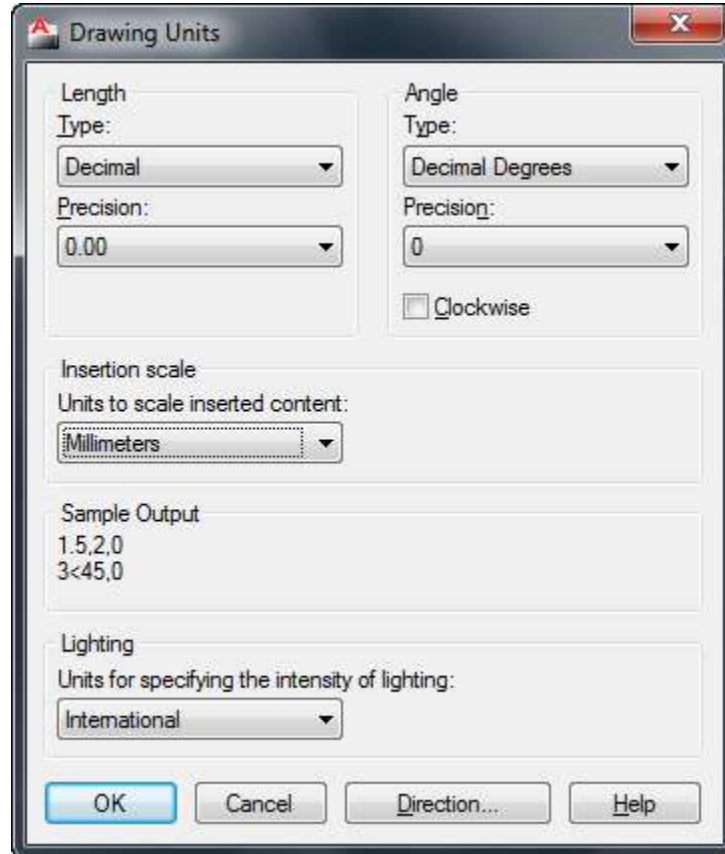 Drawing Units
Length
Type:
Decimal
Precision:
0.00
Angle
Type:
Decimal Degrees
Precision:
0
Clockwise
Insertion scale
Units to scale inserted content:
Millimeters
Sample Output
1.5,2,0
3<45,0
Lighting
Units for specifying the intensity of lighting:
International
OK Cancel Direction... Help